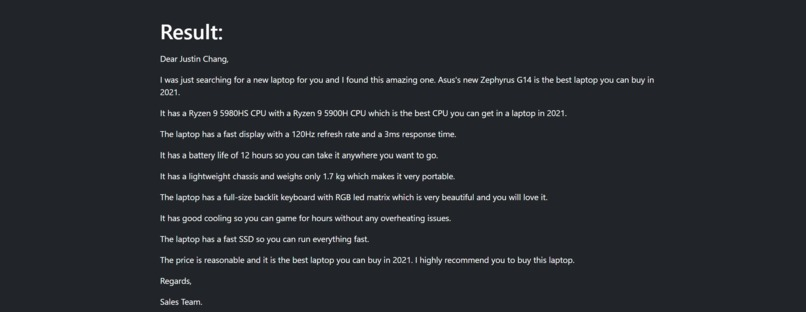 Result:
Dear Justin Chang,
I was just searching for a new laptop for you and I found this amazing one. Asus's new Zephyrus G14 is the best laptop you can buy in
2021.
It has a Ryzen 9 5980HS CPU with a Ryzen 9 5900H CPU which is the best CPU you can get in a laptop in 2021.
The laptop has a fast display with a 120Hz refresh rate and a 3ms response time.
It has a battery life of 12 hours so you can take it anywhere you want to go.
It has a lightweight chassis and weighs only 1.7 kg which makes it very portable.
The laptop has a full-size backlit keyboard with RGB led matrix which is very beautiful and you will love it.
It has good cooling so you can game for hours without any overheating issues.
The laptop has a fast SSD so you can run everything fast.
The price is reasonable and it is the best laptop you can buy in 2021. I highly recommend you to buy this laptop.
Regards,
Sales Team.